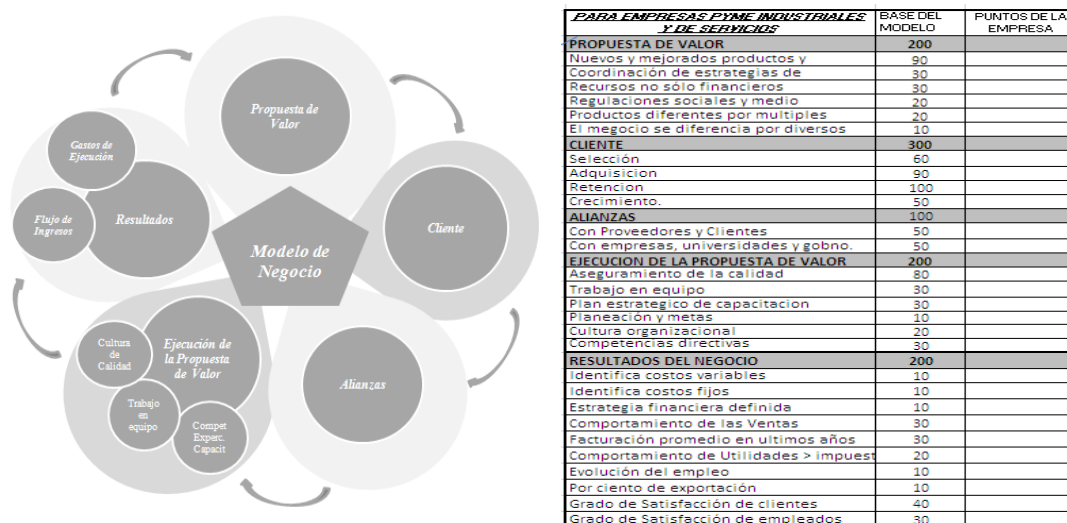 Propuesta de
Valor
Gastos de
Ejecución
Flujo de
Ingresos
Resultados
Cliente
Modelo de
Negocio
Cultura
de
Calidad
Ejecución de
la Propuesta
de Valor
Trabajo
en
equipo
Compet
Experc.
Capacit
Alianzas
PARA EMPRESAS PYME INDUSTRIALES
Y DE SERVICIOS
BASE DEL
MODELO
PUNTOS DE LA
EMPRESA
PROPUESTA DE VALOR 200
Nuevos y mejorados productos y 90
Coordinación de estrategias de 30
Recursos no sólo financieros 30
Regulaciones sociales y medio 20
Productos diferentes por multiples 20
El megocio se diferencia por diversos 10
CLIENTE 300
Selección 60
Adquisicion 90
Retencion 100
Crecimiento. 50
ALIANZAS 100
Con Proveedores y Clientes 50
Con empresas, universidades y gobno. 50
EJECUCION DE LA PROPUESTA DE VALOR 200
Aseguramiento de la calidad 80
Trabajo en equipo 30
Plan estrategico de capacitacion 30
Planeación y metas 10
Cultura organizacional 20
Competencias directivas 30
RESULTADOS DEL NEGOCIO 200
Identifica costos variables 10
Identifica costos fijos 10
Estrategia financiera definida 10
Comportamiento de las Ventas 30
Facturación promedio en ultimos años 30
Comportamiento de Utilidades > impuest 20
Evolución del empleo 10
Por ciento de exportación 10
Grado de Satisfacción de clientes 40
Grado de Satisfacción de empleados 30